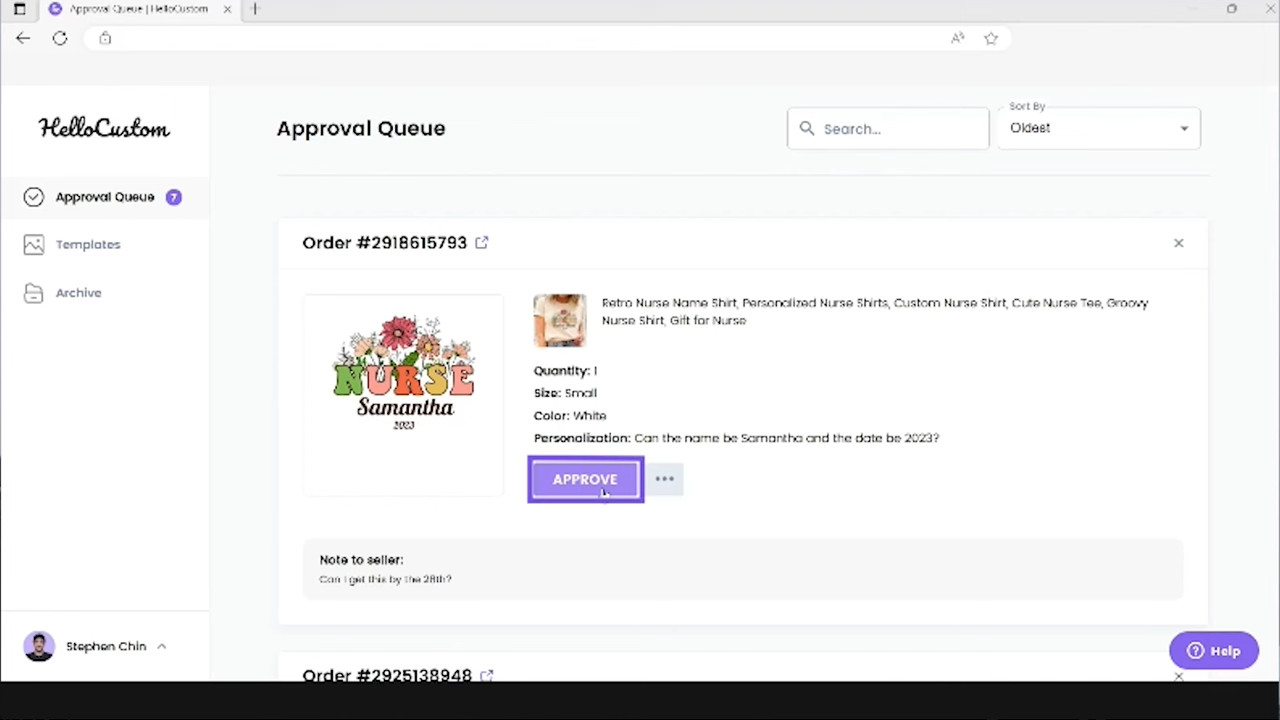 Approval Queue | HelloCustom
HelloCustom
Approval Queue 7
Templates
Archive
Stephen Chin
Approval Queue
Search...
Sort By
Oldest
Order #2918615793
NURSE
Samantha
2023
Retro Nurse Name Shirt, Personalized Nurse Shirts, Custom Nurse Shirt, Cute Nurse Tee, Groovy
Nurse Shirt, Gift for Nurse
Quantity: 1
Size: Small
Color: White
Personalization: Can the name be Samantha and the date be 2023?
APPROVE
Note to seller:
Can I get this by the 28th?
Help
Order #2925138948